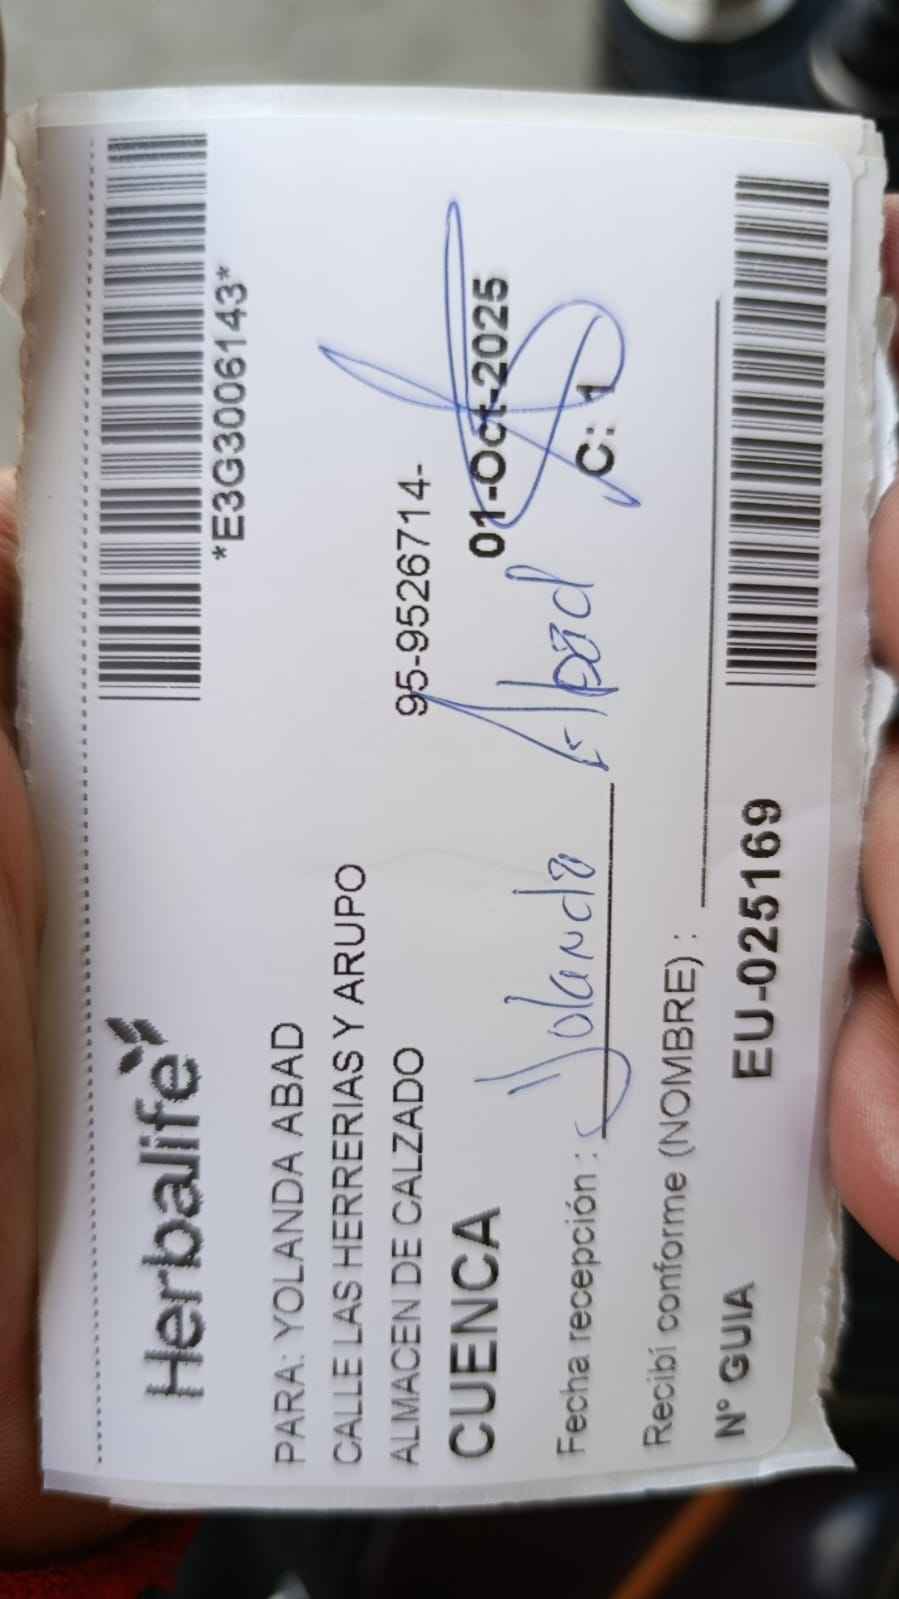 *E3G3006143*
Herbalife
PARA: YOLANDA ABAD
CALLE LAS HERRERIAS Y ARUPO
ALMACEN DE CALZADO 95-9526714-
CUENCA 01-Oct-2025
Yolanda Abad
Fecha recepción : C: 1
Recibí conforme (NOMBRE) :
N° GUIA EU-025169